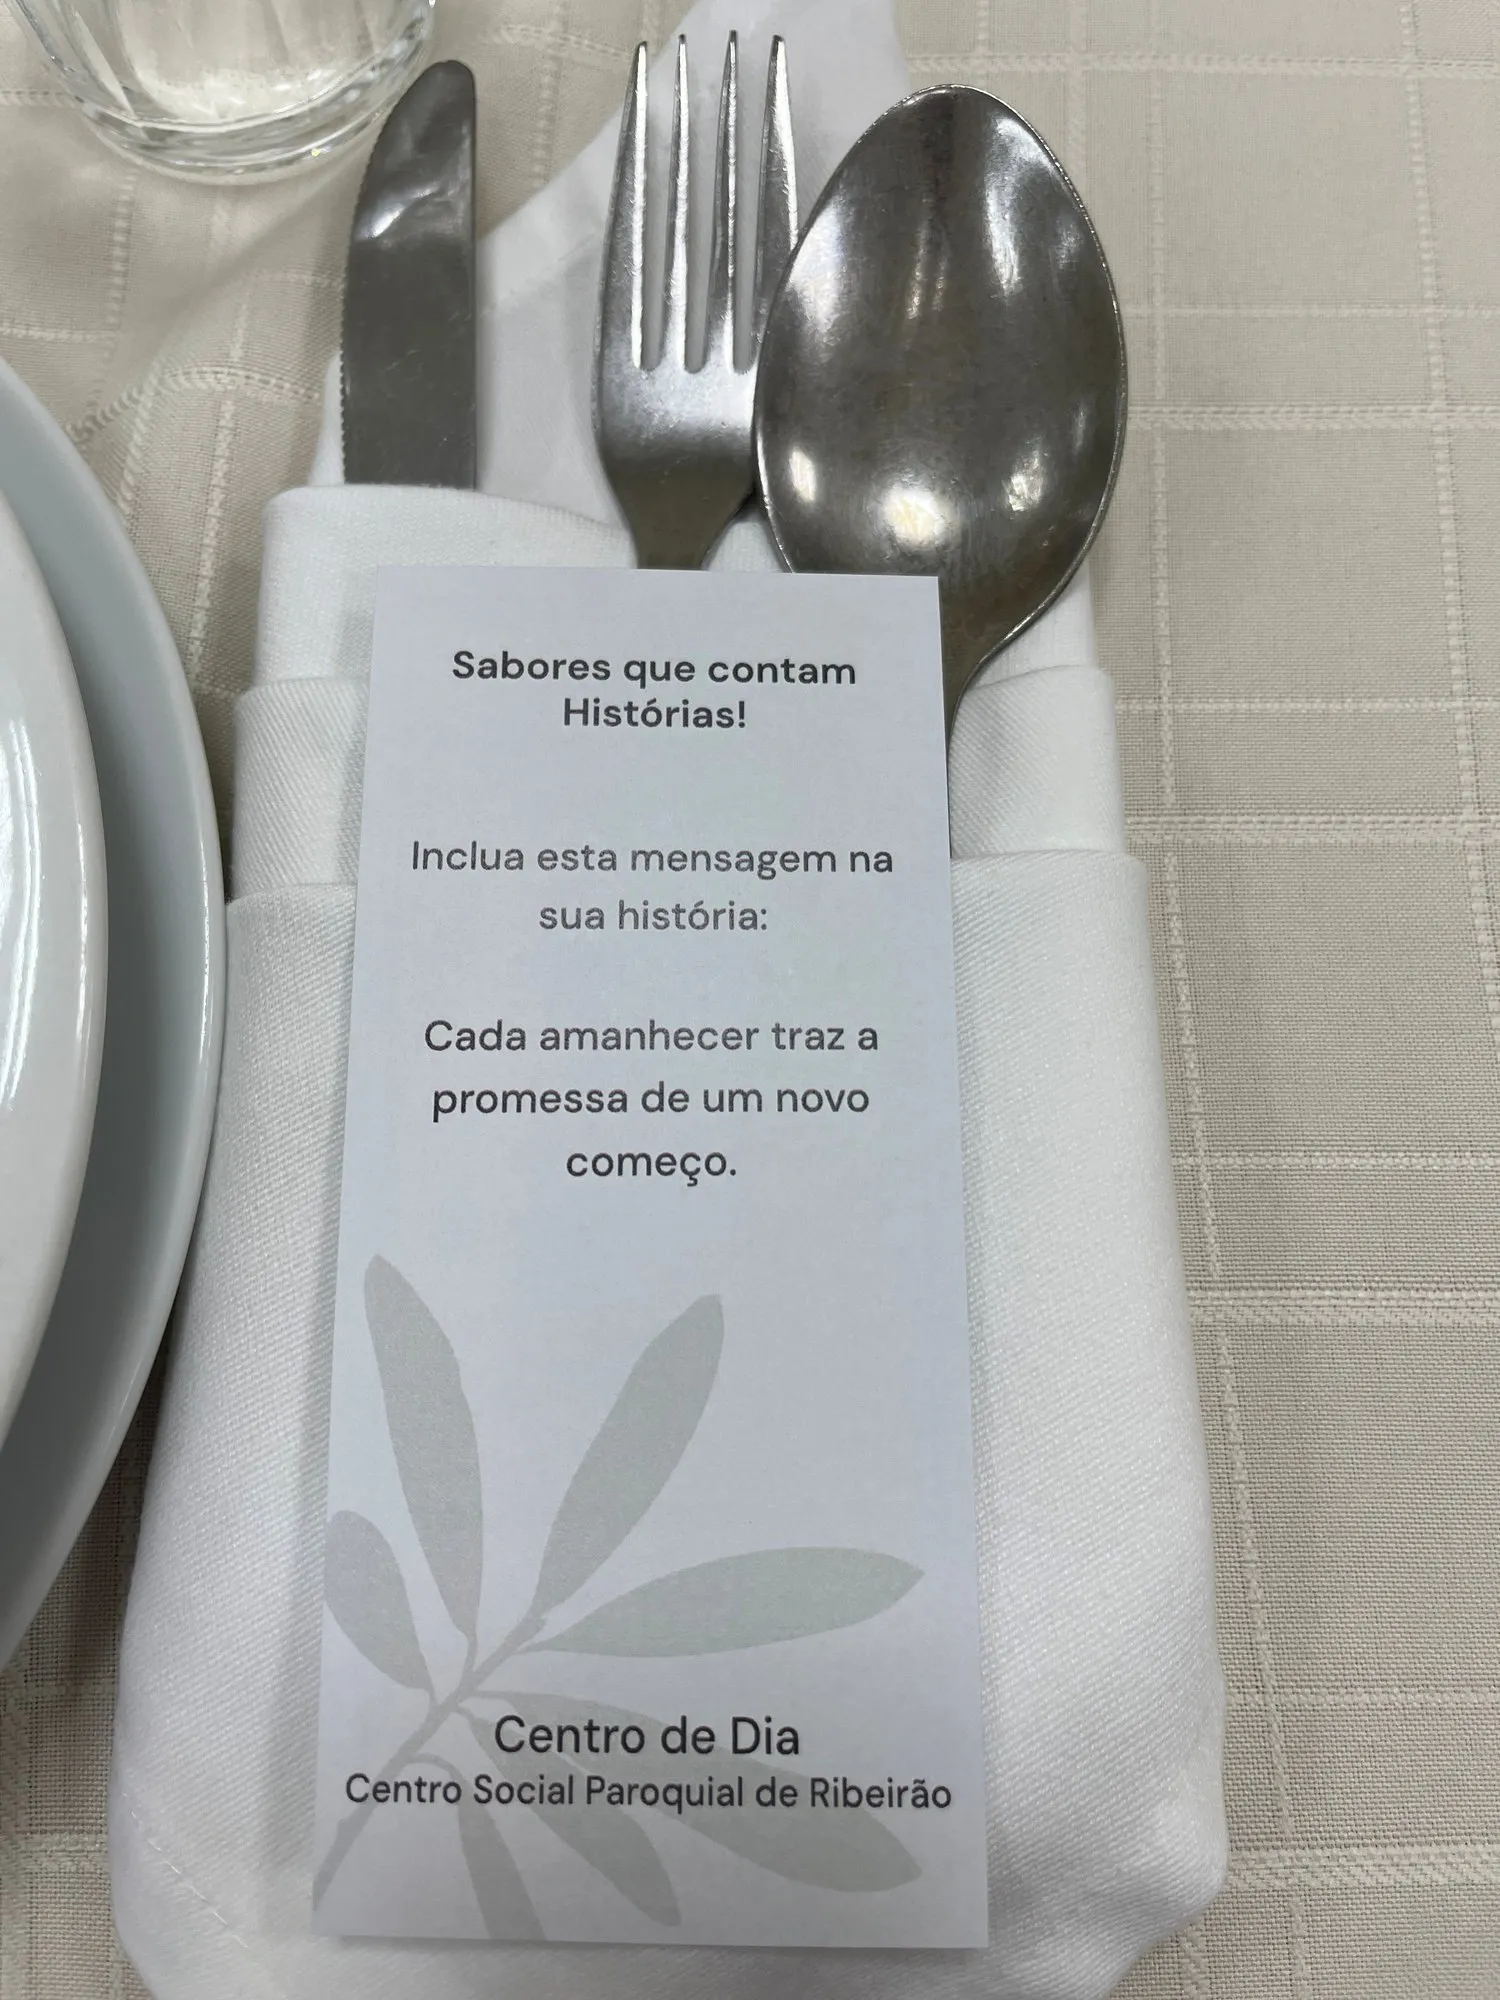 Sabores que contam
Histórias!
Inclua esta mensagem na
sua história:
Cada amanhecer traz a
promessa de um novo
começo.
Centro de Dia
Centro Social Paroquial de Ribeirão